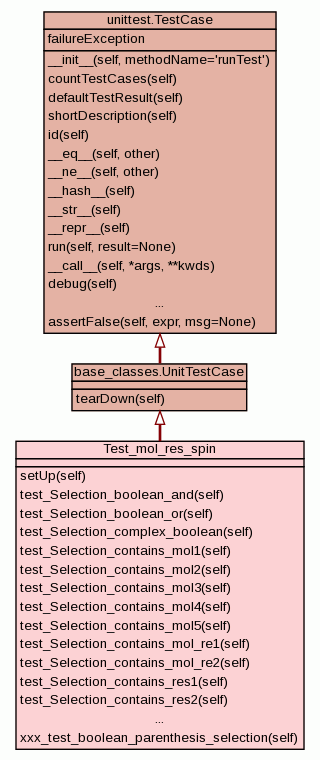 unittest.TestCase
failureException
__init__(self, methodName='runTest')
countTestCases(self)
defaultTestResult(self)
shortDescription(self)
id(self)
__eq__(self, other)
__ne__(self, other)
__hash__(self)
__str__(self)
__repr__(self)
run(self, result=None)
__call__(self, *args, **kwds)
debug(self)
...
assertFalse(self, expr, msg=None)
base_classes.UnitTestCase
tearDown(self)
Test_mol_res_spin
setUp(self)
test_Selection_boolean_and(self)
test_Selection_boolean_or(self)
test_Selection_complex_boolean(self)
test_Selection_contains_mol1(self)
test_Selection_contains_mol2(self)
test_Selection_contains_mol3(self)
test_Selection_contains_mol4(self)
test_Selection_contains_mol5(self)
test_Selection_contains_mol_re1(self)
test_Selection_contains_mol_re2(self)
test_Selection_contains_res1(self)
test_Selection_contains_res2(self)
...
xxx_test_boolean_parenthesis_selection(self)